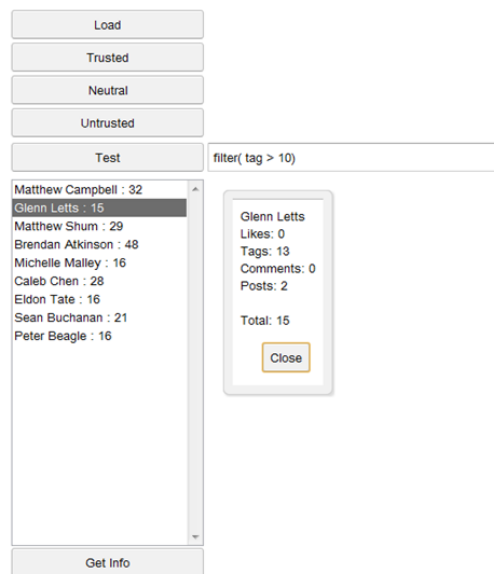 Load
Trusted
Neutral
Untrusted
Test
filter( tag > 10)
Matthew Campbell : 32
Glenn Letts : 15
Matthew Shum : 29
Brendan Atkinson : 48
Michelle Malley : 16
Caleb Chen : 28
Eldon Tate : 16
Sean Buchanan : 21
Peter Beagle : 16
Glenn Letts
Likes: 0
Tags: 13
Comments: 0
Posts: 2
Total: 15
Close
Get Info